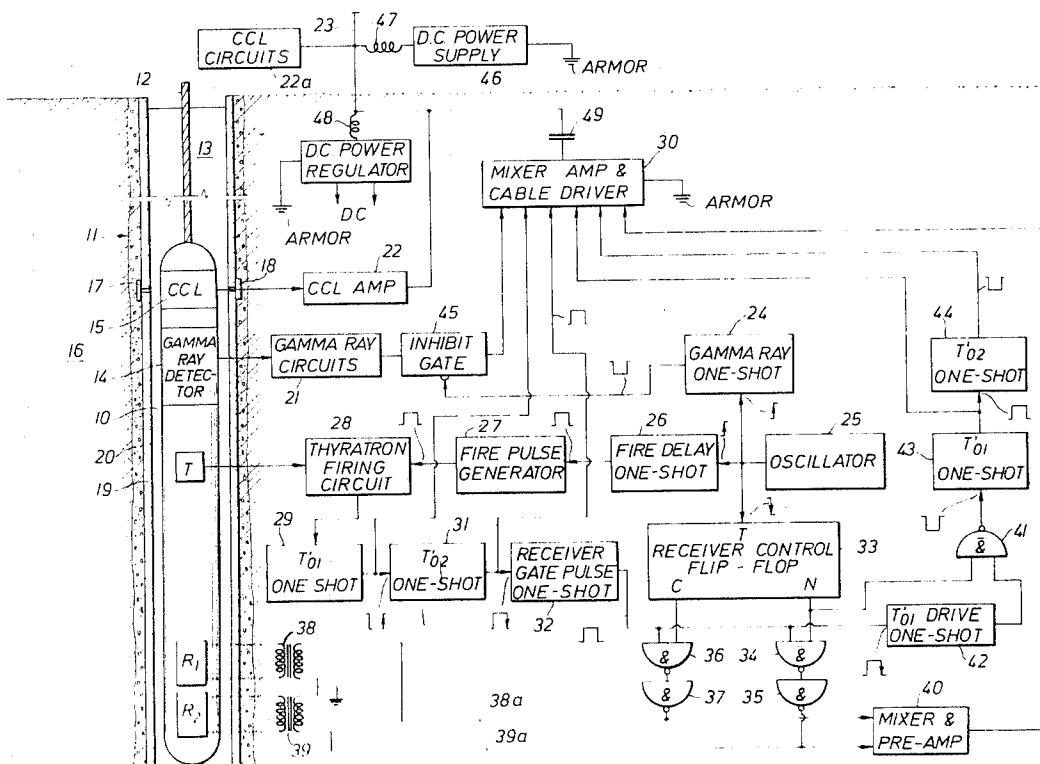 23
47
CCL
CIRCUITS
22a
D.C. POWER
SUPPLY
46
ARMOR
12
13
48
D.C. POWER
REGULATOR
D.C
ARMOR
49
30
MIXER AMP &
CABLE DRIVER
ARMOR
11
17
18
CCL
15
22
CCL AMP
16
14
GAMMA
RAY
DETEC-
TOR
GAMMA RAY
CIRCUITS
21
45
INHIBIT
GATE
24
GAMMA RAY
ONE-SHOT
44
T'02
ONE-SHOT
10
20
19
T
28
THYRATRON
FIRING
CIRCUIT
27
FIRE PULSE
GENERATOR
26
FIRE DELAY
ONE-SHOT
25
OSCILLATOR
43
T'01
ONE-SHOT
29
T'01
ONE SHOT
31
T'02
ONE-SHOT
RECEIVER
GATE PULSE
ONE-SHOT
32
T
RECEIVER CONTROL
FLIP-FLOP
C
N
33
&
41
T'01 DRIVE
ONE-SHOT
42
R1
38
&
36
34
&
R2
39
38a
39a
&
37
35
&
40
MIXER &
PRE-AMP